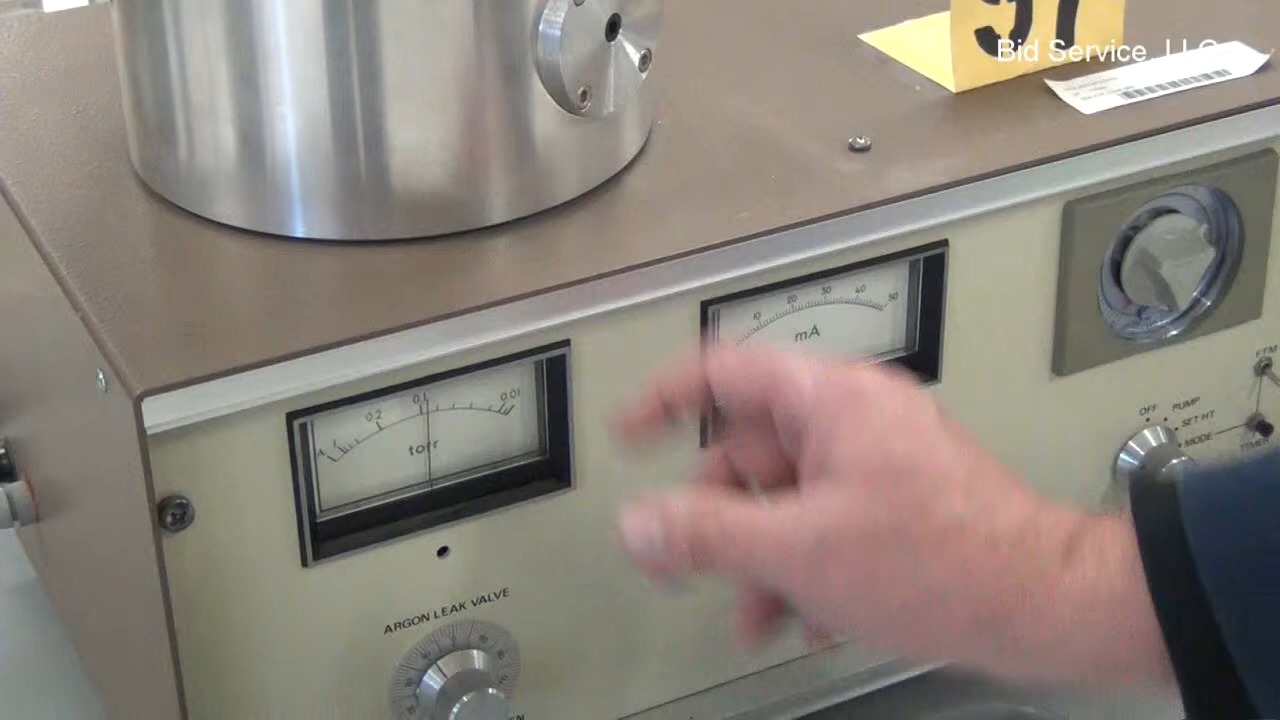 57
Bid Service, LLC
10 20 30 40 50
mA
0.2 0.1 0.01
torr
OFF PUMP
SET HT
MODE
ARGON LEAK VALVE